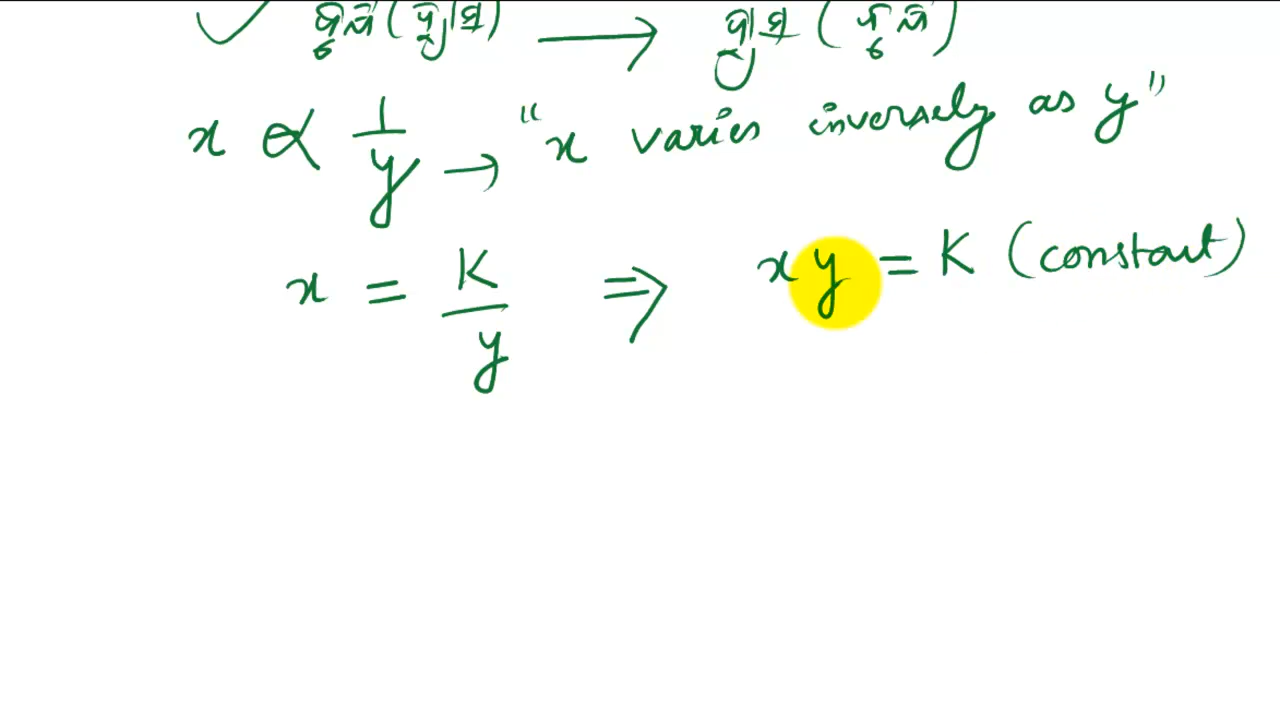 ✓ ବୃଦ୍ଧି (ହ୍ରାସ) ⟶ ହ୍ରାସ (ବୃଦ୍ଧି)
x ∝ 1/y → "x varies inversely as y"
x = K/y ⇒ xy = K (constant)